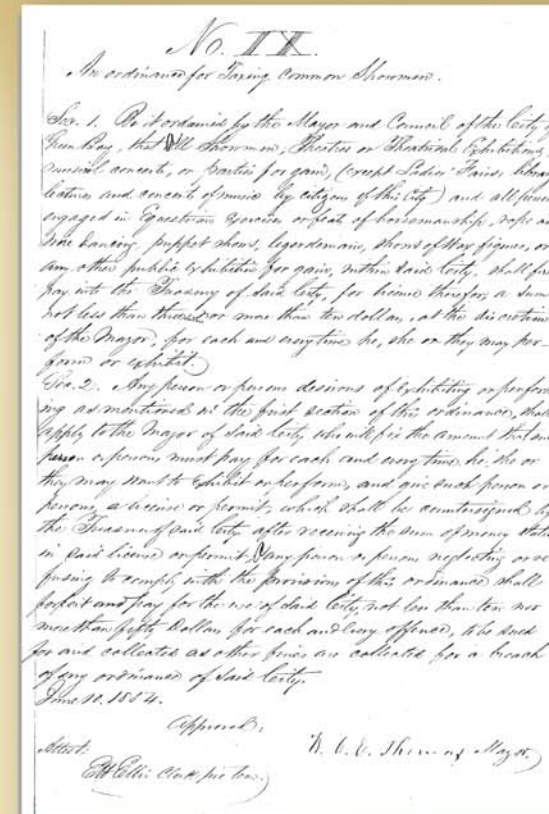 No. IX.
An ordinance for Taxing Common Showmen.
Sec. 1. Be it ordained by the Mayor and Council of the City of
Green Bay, that All Showmen, Theatres or Theatrical Exhibitions,
musical concerts, or parties for gain, (except Ladies' Fairs, library
lectures and concerts of music by citizens of this City) and all
engaged in Equestrian Exercises or feats of horsemanship, rope
wire dancing, puppet shows, legerdemain, shows of Wax figures, or
any other public exhibition for gain, within said City, shall
pay into the Treasury of said City, for license therefor, a sum
not less than three nor more than ten dollars, at the discretion
of the Mayor, for each and every time he, she or they may per-
form or exhibit.
Sec. 2. Any person or persons desirous of exhibiting or perform
ing as mentioned in the first section of this ordinance, shall
apply to the Mayor of said City who will fix the amount that
person or persons must pay for each and every time he, she or
they may want to exhibit or perform, and give such person or
persons, a license or permit, which shall be countersigned by
the Treasurer of said City after receiving the sum of money
in said license or permit, any person or persons neglecting or re
fusing to comply with the provisions of this ordinance shall
forfeit and pay for the use of said City, not less than ten nor
more than fifty Dollars for each and every offense, to be sued
for and collected as other fines are collected for a breach
of any ordinance of said City.
June 10. 1854.
Approved,
Mayor.
Attest:
Ellis Clerk pro tem.